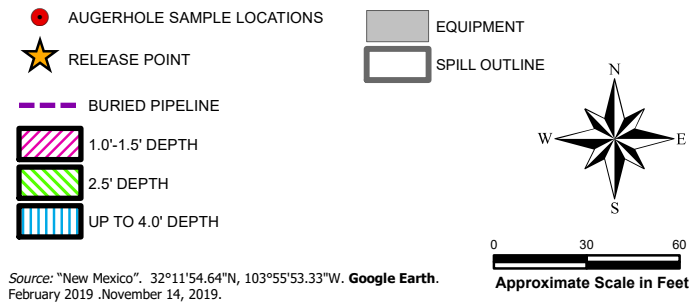 AUGERHOLE SAMPLE LOCATIONS
RELEASE POINT
BURIED PIPELINE
1.0'-1.5' DEPTH
2.5' DEPTH
UP TO 4.0' DEPTH
EQUIPMENT
SPILL OUTLINE
N
W
E
S
0 30 60
Approximate Scale in Feet
Source: “New Mexico”. 32°11'54.64"N, 103°55'53.33"W. Google Earth.
February 2019 .November 14, 2019.